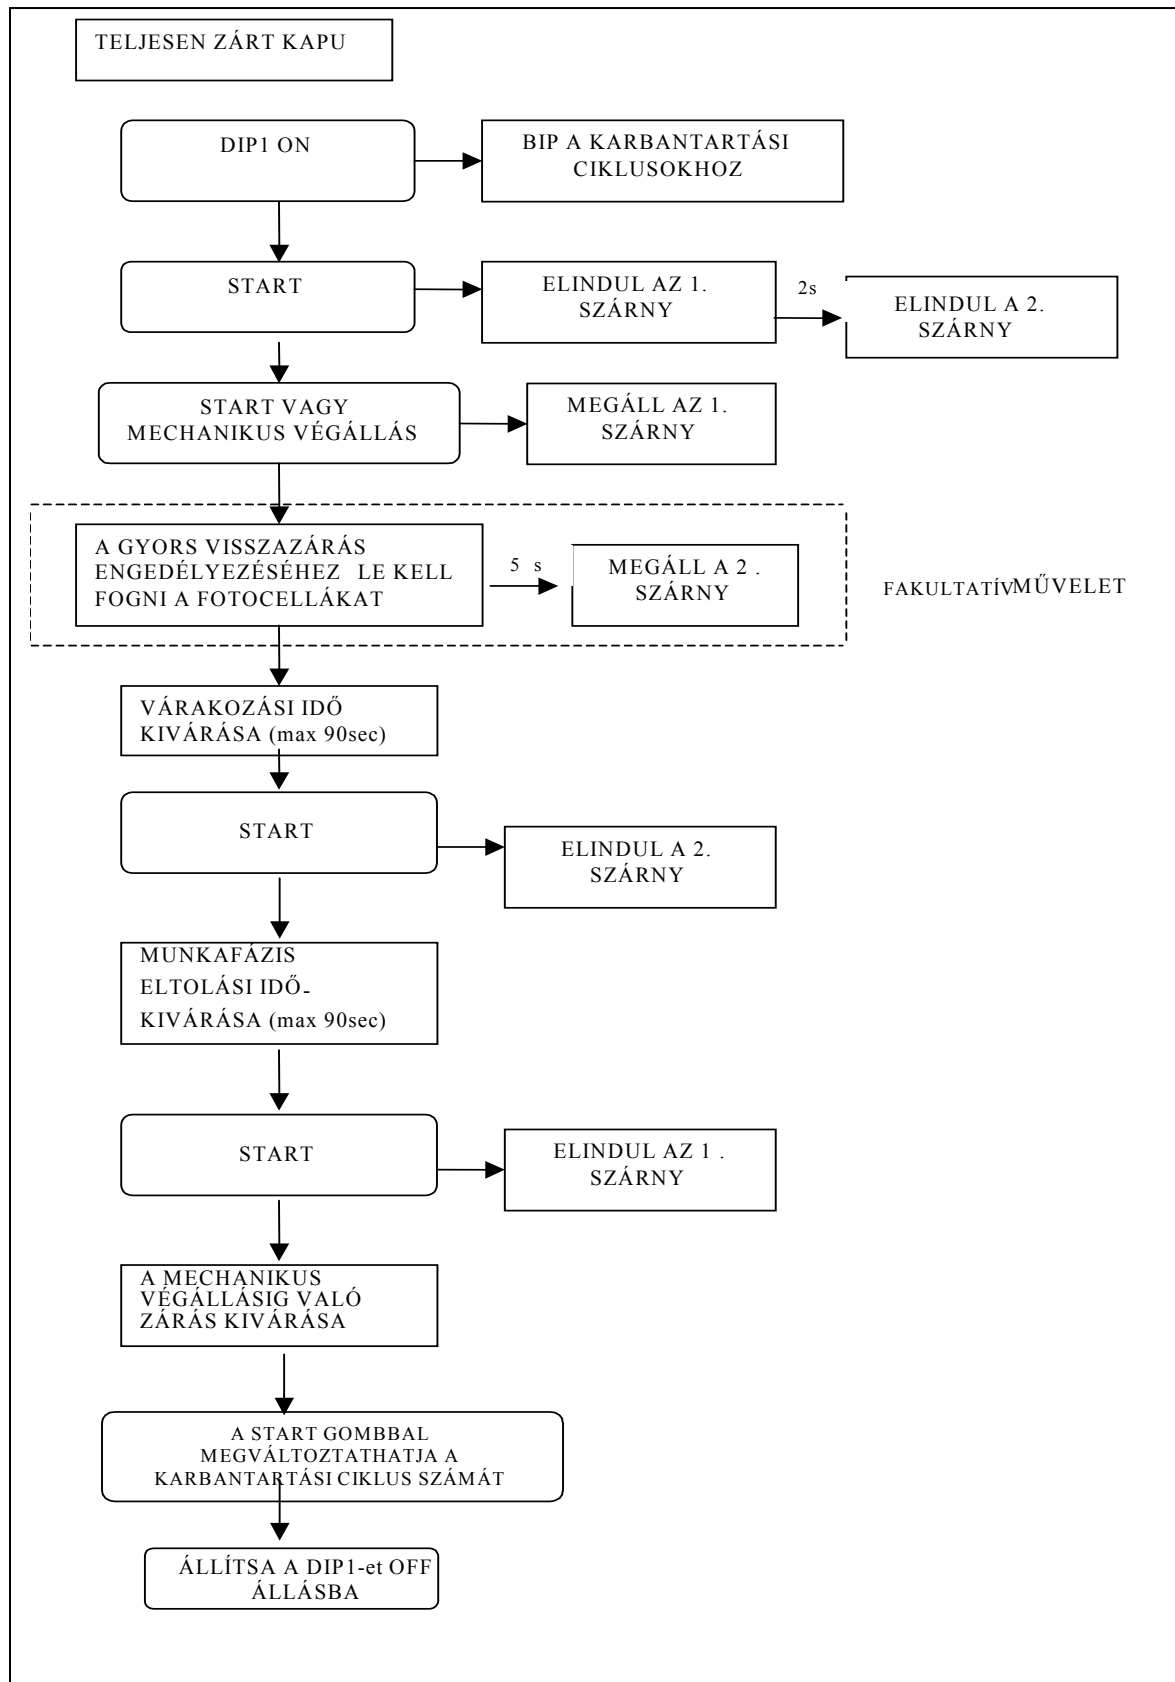 TELJESEN ZÁRT KAPU
DIP1 ON
BIP A KARBANTARTÁSI
CIKLUSOKHOZ
START
ELINDUL AZ 1.
SZÁRNY
2s
ELINDUL A 2.
SZÁRNY
START VAGY
MECHANIKUS VÉGÁLLÁS
MEGÁLL AZ 1.
SZÁRNY
A GYORS VISSZAZÁRÁS
ENGEDÉLYEZÉSÉHEZ LE KELL
FOGNI A FOTOCELLÁKAT
5 s
MEGÁLL A 2 .
SZÁRNY
FAKULTATÍV MŰVELET
VÁRAKOZÁSI IDŐ
KIVÁRÁSA (max 90sec)
START
ELINDUL A 2.
SZÁRNY
MUNKAFÁZIS
ELTOLÁSI IDŐ-
KIVÁRÁSA (max 90sec)
START
ELINDUL AZ 1 .
SZÁRNY
A MECHANIKUS
VÉGÁLLÁSIG VALÓ
ZÁRÁS KIVÁRÁSA
A START GOMBBAL
MEGVÁLTOZTATHATJA A
KARBANTARTÁSI CIKLUS SZÁMÁT
ÁLLÍTSA A DIP1-et OFF
ÁLLÁSBA